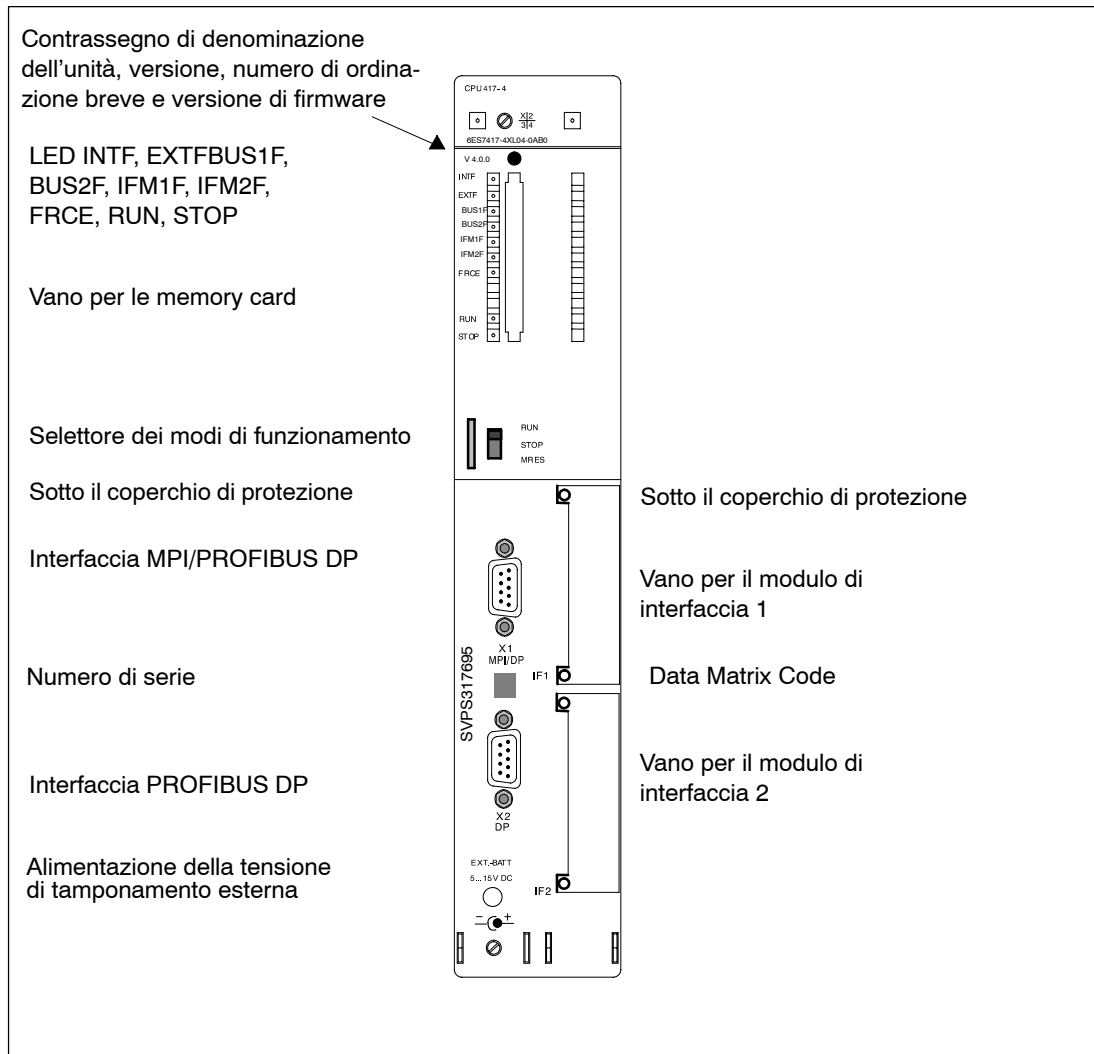 Contrassegno di denominazione
dell'unità, versione, numero di ordina-
zione breve e versione di firmware
LED INTF, EXTFBUS1F,
BUS2F, IFM1F, IFM2F,
FRCE, RUN, STOP
Vano per le memory card
Selettore dei modi di funzionamento
Sotto il coperchio di protezione
Interfaccia MPI/PROFIBUS DP
Numero di serie
Interfaccia PROFIBUS DP
Alimentazione della tensione
di tamponamento esterna
CPU 417-4
X 2
3 4
6ES7417-4XL04-0AB0
V 4.0.0
INTF
EXTF
BUS1F
BUS2F
IFM1F
IFM2F
FRCE
RUN
STOP
RUN
STOP
MRES
X1
MPI/DP
IF1
SVPS317695
X2
DP
EXT.-BATT
5...15V DC
IF2
− +
Sotto il coperchio di protezione
Vano per il modulo di
interfaccia 1
Data Matrix Code
Vano per il modulo di
interfaccia 2